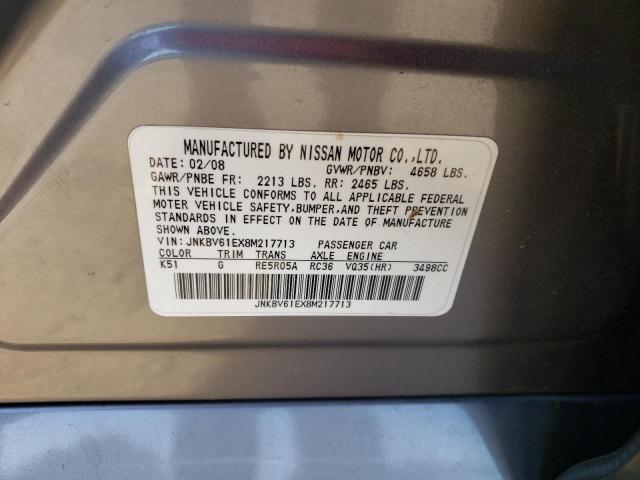 MANUFACTURED BY NISSAN MOTOR CO.,LTD.
DATE: 02/08 GVWR/PNBV: 4658 LBS.
GAWR/PNBE FR: 2213 LBS. RR: 2465 LBS.
THIS VEHICLE CONFORMS TO ALL APPLICABLE FEDERAL
MOTER VEHICLE SAFETY,BUMPER,AND THEFT PREVENTION
STANDARDS IN EFFECT ON THE DATE OF MANUFACTURE
SHOWN ABOVE.
VIN: JNKBV61EX8M217713 PASSENGER CAR
COLOR TRIM TRANS AXLE ENGINE
K51 G RE5R05A RC36 VQ35(HR) 3498CC
JNKBV61EX8M217713